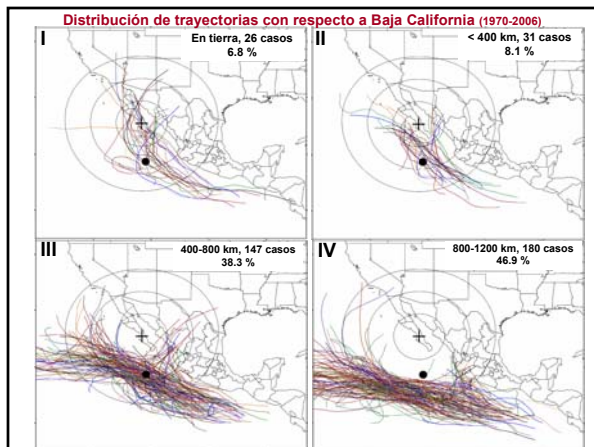 Distribución de trayectorias con respecto a Baja California (1970-2006)
I
En tierra, 26 casos
6.8 %
II
< 400 km, 31 casos
8.1 %
III
400-800 km, 147 casos
38.3 %
IV
800-1200 km, 180 casos
46.9 %